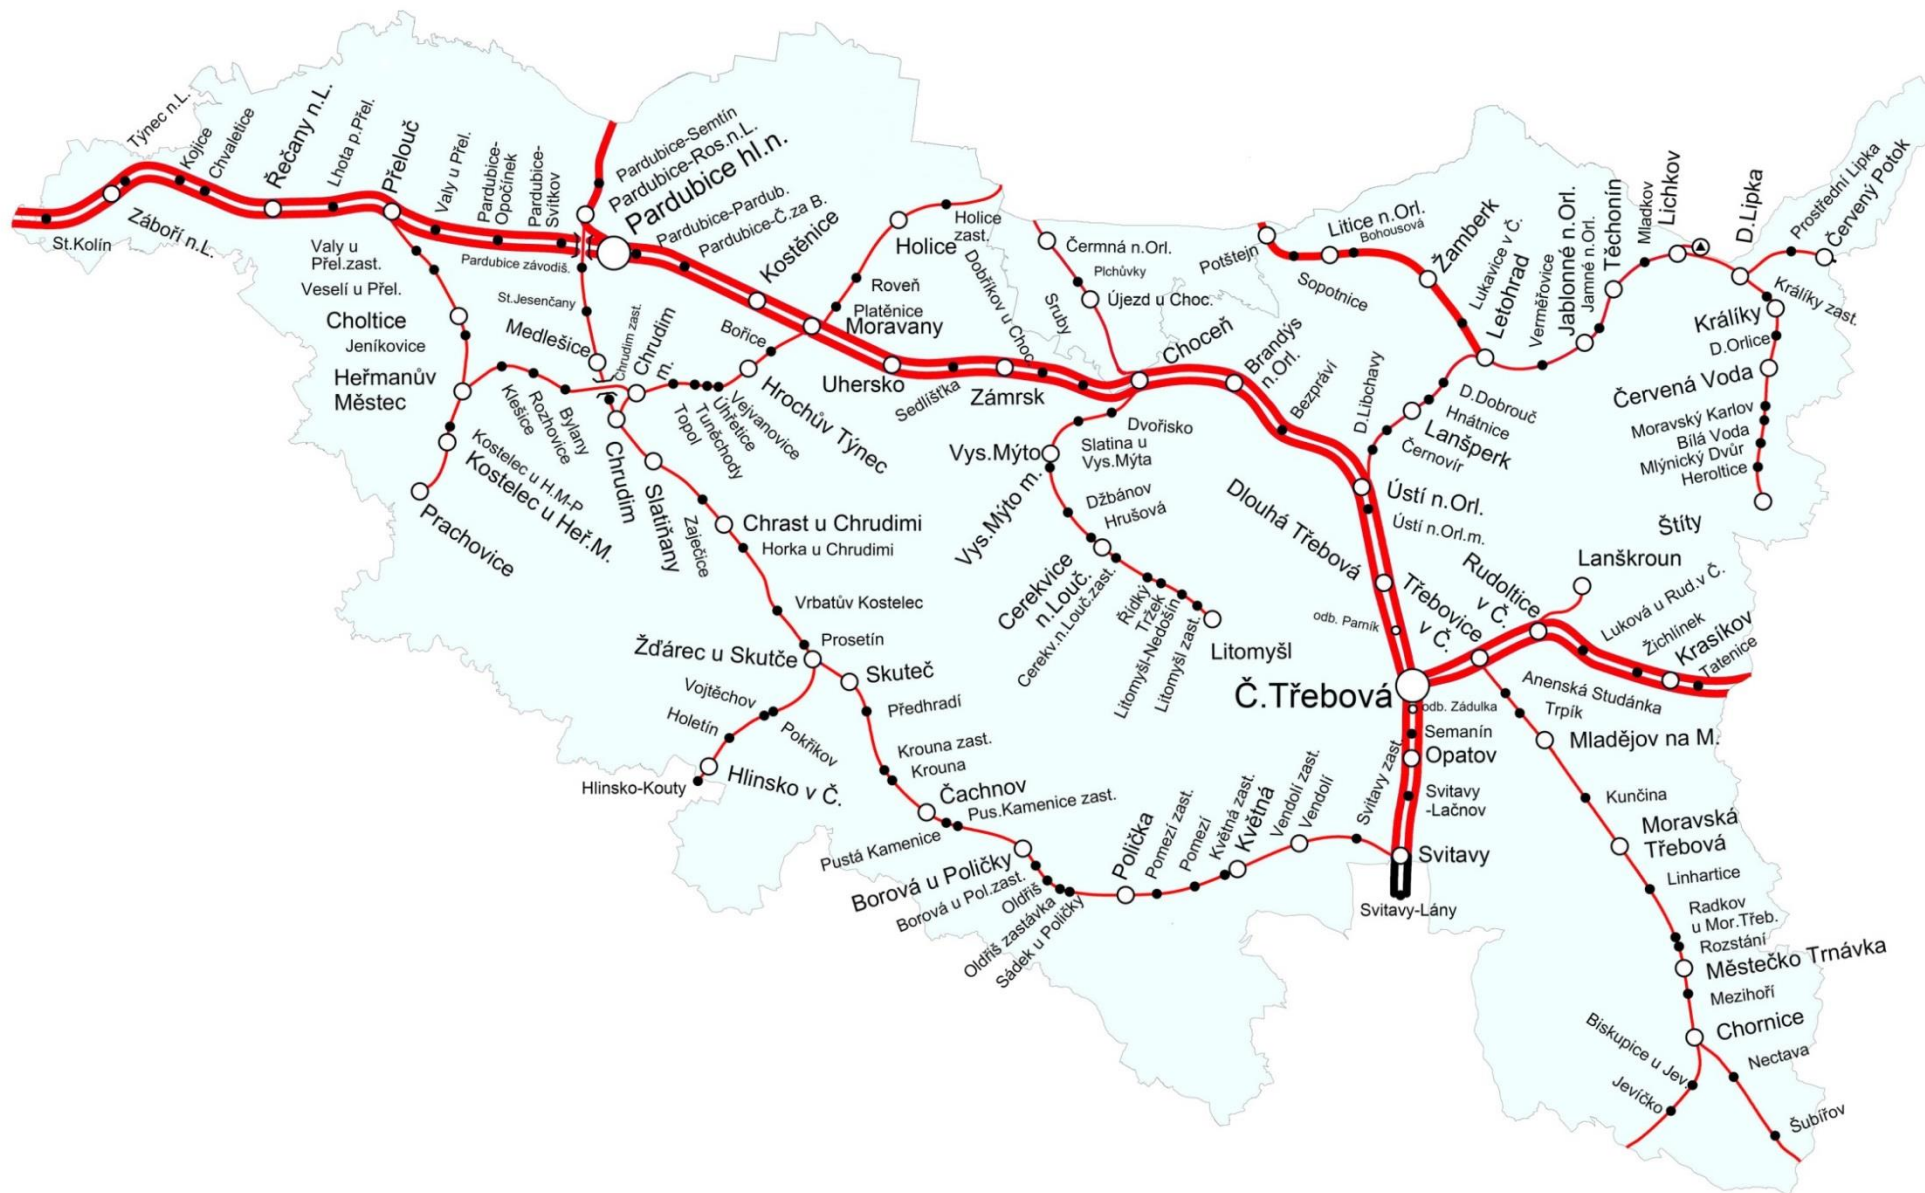 Týnec n.L.
Kojice
Chvaletice
Řečany n.L.
Lhota p.Přel.
Přelouč
Valy u Přel.
Pardubice-
Opočínek
Pardubice-
Svitkov
Pardubice-Semtín
Pardubice-Ros.n.L.
Pardubice hl.n.
Pardubice-Pardub.
Pardubice-Č.za B.
Kostěnice
St.Kolín
Záboří n.L.
Valy u
Přel.zast.
Veselí u Přel.
Choltice
Jeníkovice
Heřmanův
Městec
Pardubice závodiš.
St.Jesenčany
Medlešice
Chrudim zast.
Chrudim
m.
Bořice
Holice
zast.
Holice
Roveň
Platěnice
Moravany
Uhersko
Sedlíšťka
Zámrsk
Dobříkov u Choc.
Sruby
Čermná n.Orl.
Plchůvky
Újezd u Choc.
Choceň
Brandýs
n.Orl.
Bezpráví
Potštejn
Sopotnice
Litice n.Orl.
Bohousová
Žamberk
Lukavice v Č.
Letohrad
Verměřovice
Jablonné n.Orl.
Jamné n.Orl.
Těchonín
Mladkov
Lichkov
D.Lipka
Prostřední Lipka
Červený Potok
Králíky zast.
Králíky
D.Orlice
Červená Voda
Moravský Karlov
Bílá Voda
Mlýnický Dvůr
Heroltice
Štíty
D.Libchavy
D.Dobrouč
Hnátnice
Lanšperk
Černovír
Ústí n.Orl.
Ústí n.Orl.m.
Dlouhá Třebová
odb. Parník
Č.Třebová
Třebovice
v Č.
Rudoltice
v Č.
Lanškroun
Luková u Rud.v Č.
Žichlínek
Krasíkov
Tatenice
Anenská Studánka
Trpík
Mladějov na M.
Kunčina
Moravská
Třebová
Linhartice
Radkov
u Mor.Třeb.
Rozstání
Městečko Trnávka
Mezihoří
Chornice
Biskupice u Jev.
Jevíčko
Nectava
Šubířov
odb. Zádulka
Semanín
Opatov
Svitavy
-Lačnov
Svitavy
Svitavy-Lány
Svitavy zast.
Vendolí
Vendolí zast.
Květná
Květná zast.
Pomezí
Pomezí zast.
Polička
Sádek u Poličky
Oldřiš zastávka
Oldřiš
Borová u Pol.zast.
Borová u Poličky
Pustá Kamenice
Pus.Kamenice zast.
Čachnov
Krouna
Krouna zast.
Předhradí
Skuteč
Žďárec u Skutče
Prosetín
Vrbatův Kostelec
Vojtěchov
Pokřikov
Holetín
Hlinsko v Č.
Hlinsko-Kouty
Horka u Chrudimi
Chrast u Chrudimi
Zaječice
Slatiňany
Chrudim
Bylany
Rozhovice
Klešice
Kostelec u H.M-P
Kostelec u Heř.M.
Prachovice
Topol
Tuněchody
Úhřetice
Vejvanovice
Hrochův Týnec
Dvořisko
Slatina u
Vys.Mýta
Vys.Mýto
Vys.Mýto m.
Džbánov
Hrušová
Cerekvice
n.Louč.
Cerekv.n.Louč.zast.
Řídký
Tržek
Litomyšl-Nedošín
Litomyšl zast.
Litomyšl